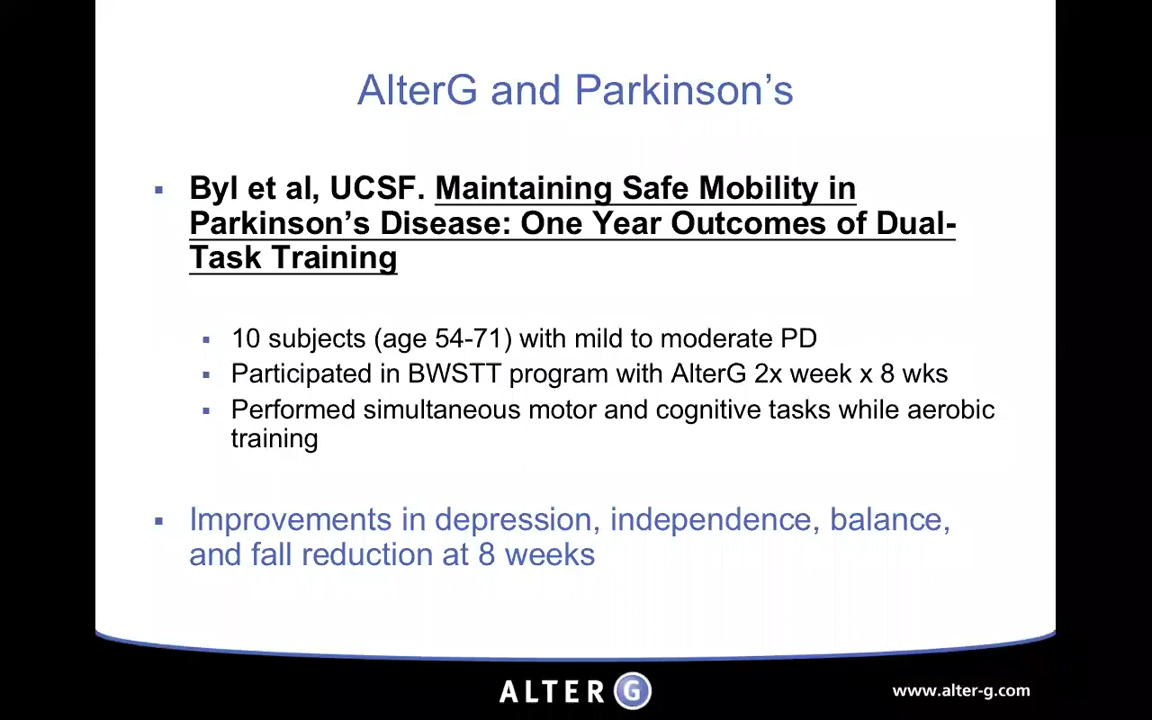 AlterG and Parkinson's
▪ Byl et al, UCSF. Maintaining Safe Mobility in
Parkinson's Disease: One Year Outcomes of Dual-
Task Training
▪ 10 subjects (age 54-71) with mild to moderate PD
▪ Participated in BWSTT program with AlterG 2x week x 8 wks
▪ Performed simultaneous motor and cognitive tasks while aerobic
training
▪ Improvements in depression, independence, balance,
and fall reduction at 8 weeks
ALTER G
www.alter-g.com